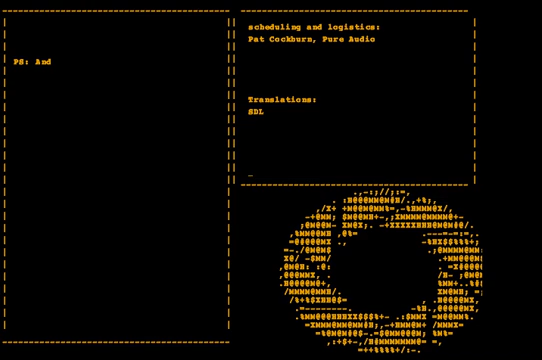 PS: And
scheduling and logistics:
Pat Cockburn, Pure Audio
Translations:
SDL
_